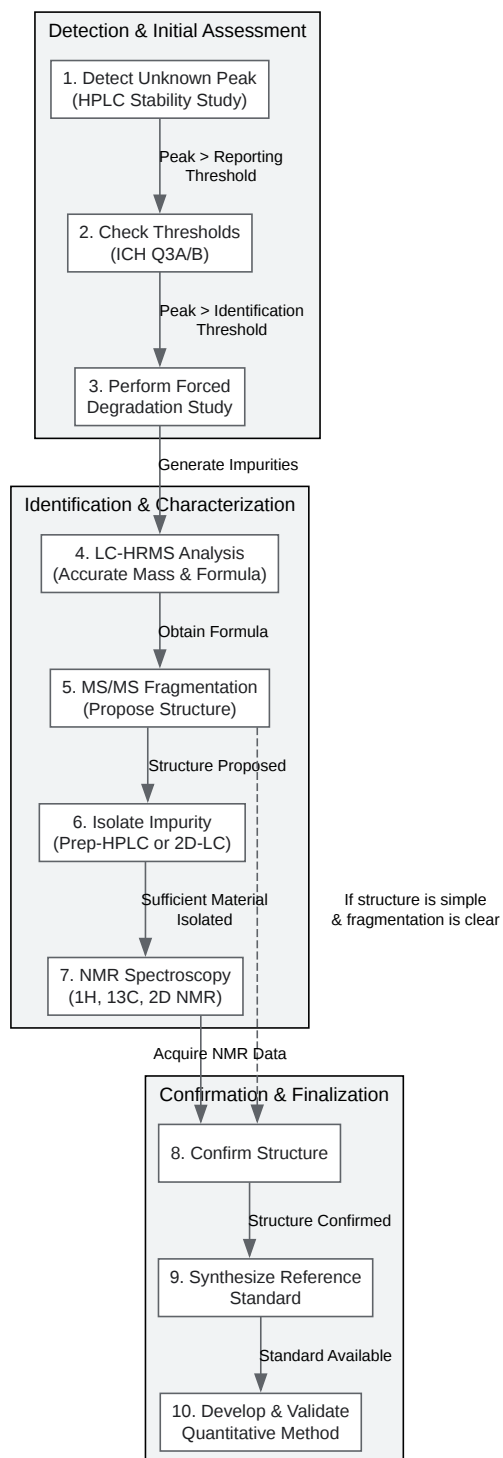 Detection & Initial Assessment
1. Detect Unknown Peak
(HPLC Stability Study)
Peak > Reporting
Threshold
2. Check Thresholds
(ICH Q3A/B)
Peak > Identification
Threshold
3. Perform Forced
Degradation Study
Generate Impurities
Identification & Characterization
4. LC-HRMS Analysis
(Accurate Mass & Formula)
Obtain Formula
5. MS/MS Fragmentation
(Propose Structure)
Structure Proposed
6. Isolate Impurity
(Prep-HPLC or 2D-LC)
Sufficient Material
Isolated
If structure is simple
& fragmentation is clear
7. NMR Spectroscopy
(1H, 13C, 2D NMR)
Acquire NMR Data
Confirmation & Finalization
8. Confirm Structure
Structure Confirmed
9. Synthesize Reference
Standard
Standard Available
10. Develop & Validate
Quantitative Method